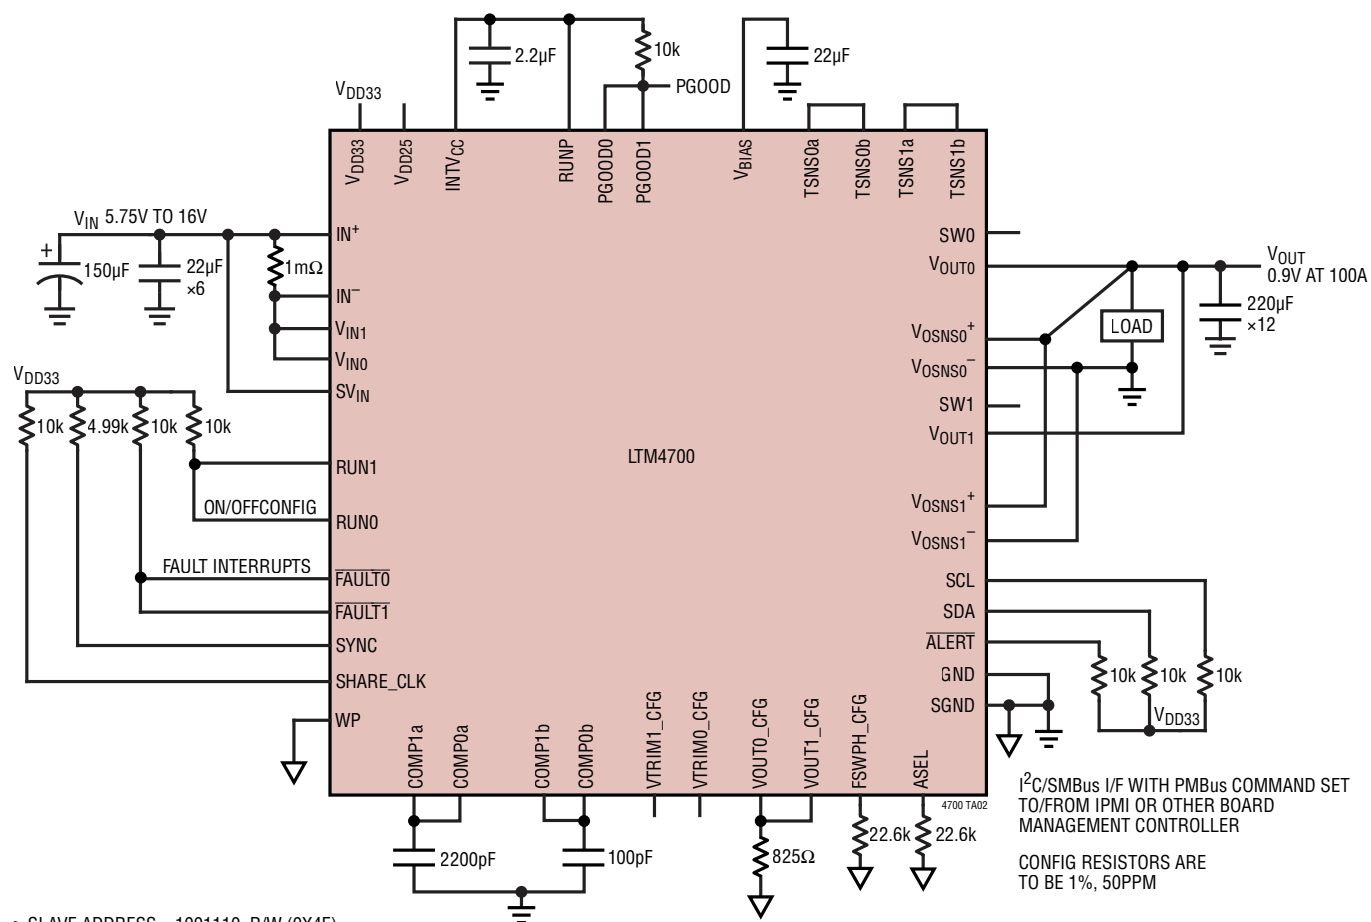 2.2µF
10k
PGOOD
22µF
VDD33
VDD33
VDD25
INTVCC
RUNP
PGOOD0
PGOOD1
VBIAS
TSNS0a
TSNS0b
TSNS1a
TSNS1b
VIN 5.75V TO 16V
+
150µF
22µF
×6
1mΩ
IN+
IN–
VIN1
VIN0
SVIN
VDD33
10k
4.99k
10k
10k
RUN1
ON/OFFCONFIG
RUN0
FAULT INTERRUPTS
FAULT0
FAULT1
SYNC
SHARE_CLK
WP
LTM4700
SW0
VOUT0
VOUT
0.9V AT 100A
220µF
×12
LOAD
VOSNS0+
VOSNS0–
SW1
VOUT1
VOSNS1+
VOSNS1–
SCL
SDA
ALERT
GND
SGND
10k
10k
10k
VDD33
COMP1a
COMP0a
COMP1b
COMP0b
VTRIM1_CFG
VTRIM0_CFG
VOUT0_CFG
VOUT1_CFG
FSWPH_CFG
ASEL
4700 TA02
2200pF
100pF
825Ω
22.6k
22.6k
I2C/SMBus I/F WITH PMBus COMMAND SET
TO/FROM IPMI OR OTHER BOARD
MANAGEMENT CONTROLLER
CONFIG RESISTORS ARE
TO BE 1%, 50PPM